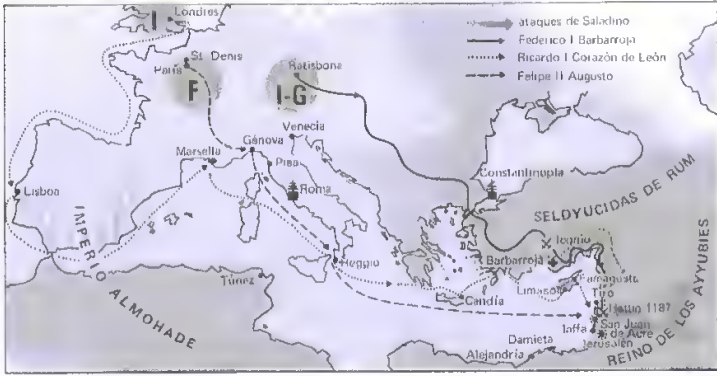 ataques de Saladino
Federico I Barbarroja
Ricardo I Corazón de León
Felipe II Augusto
I
Londres
St. Denis
París
F
Ratisbona
I-G
Venecia
Génova
Marsella
Pisa
Roma
Constantinopla
Lisboa
IMPERIO ALMOHADE
SELDYUCIDAS DE RUM
Iconio
Barbarroja
Reggio
Túnez
Candía
Limasol
Famagusta
Tiro
Hattin 1187
San Juan
de Acre
Jaffa
Jerusalén
Damieta
Alejandría
REINO DE LOS AYYUBIES